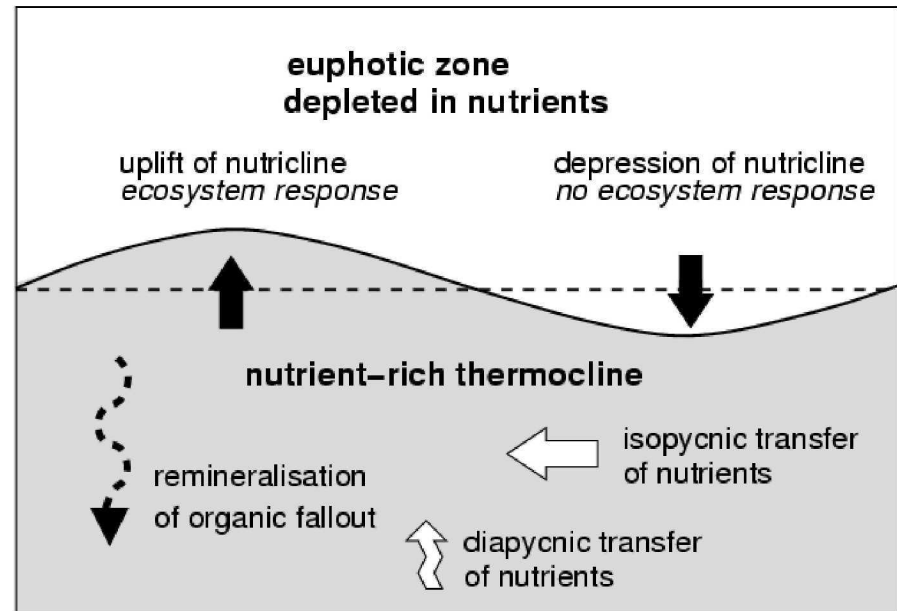 euphotic zone
depleted in nutrients
uplift of nutricline
ecosystem response
depression of nutricline
no ecosystem response
nutrient–rich thermocline
isopycnic transfer
of nutrients
remineralisation
of organic fallout
diapycnic transfer
of nutrients